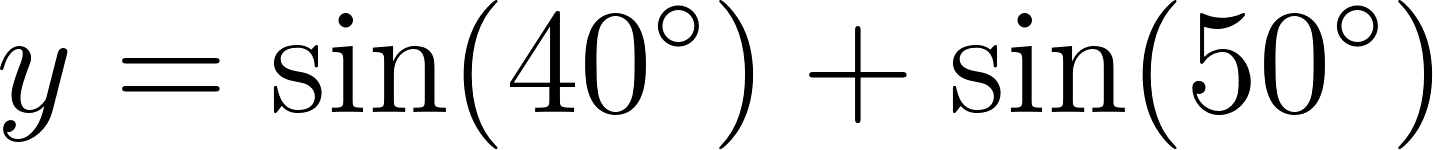 y = sin(40°) + sin(50°)